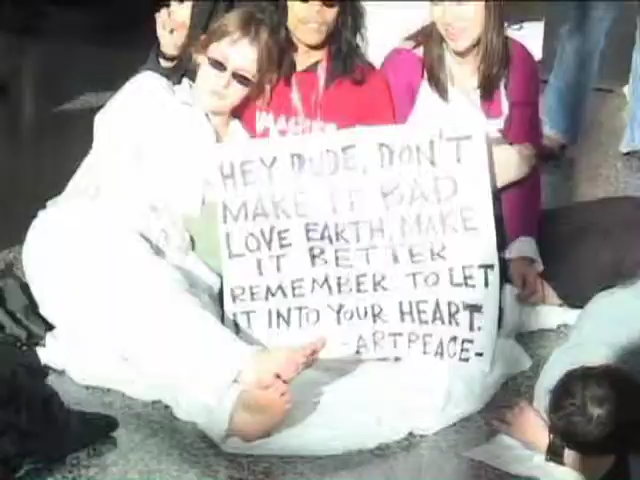 HEY DUDE, DON'T
MAKE IT BAD
LOVE EARTH, MAKE
IT BETTER
REMEMBER TO LET
IT INTO YOUR HEART.
-ARTPEACE-